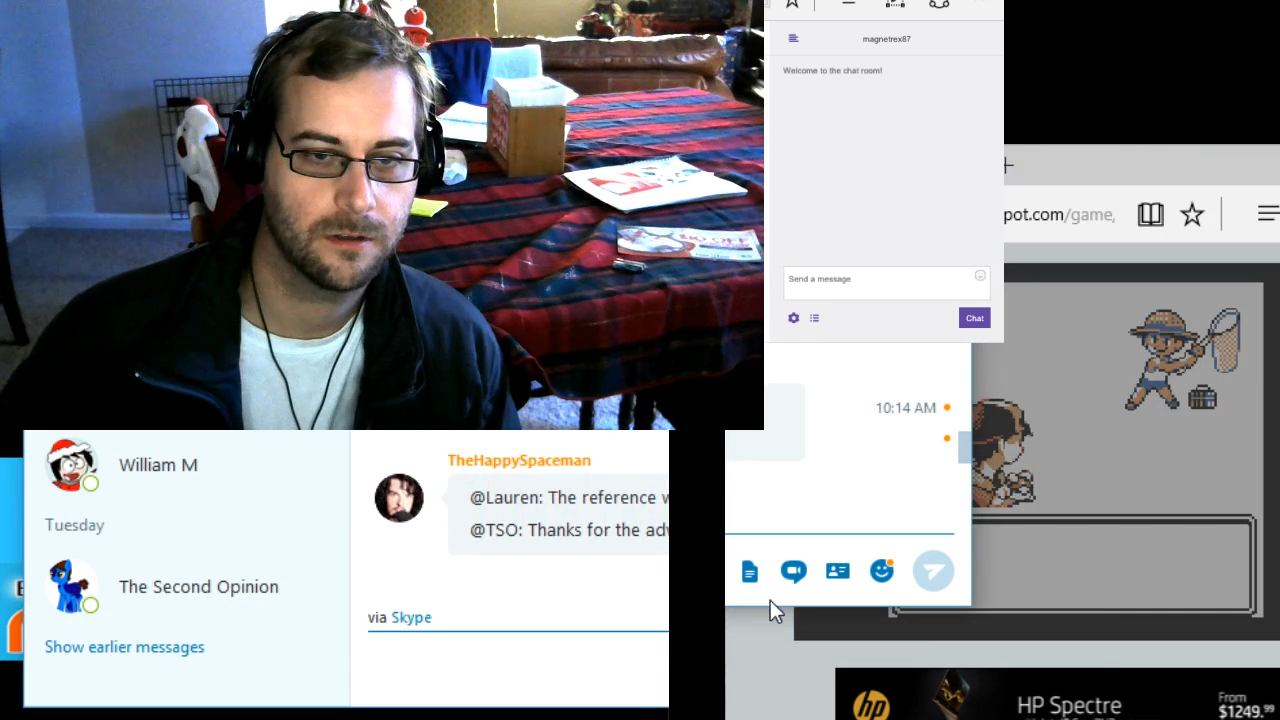 magnetrex87
Welcome to the chat room!
Send a message
Chat
pot.com/game,
10:14 AM
William M
Tuesday
The Second Opinion
Show earlier messages
TheHappySpaceman
@Lauren: The reference w
@TSO: Thanks for the adv
via Skype
hp
HP Spectre
From
$1249.99